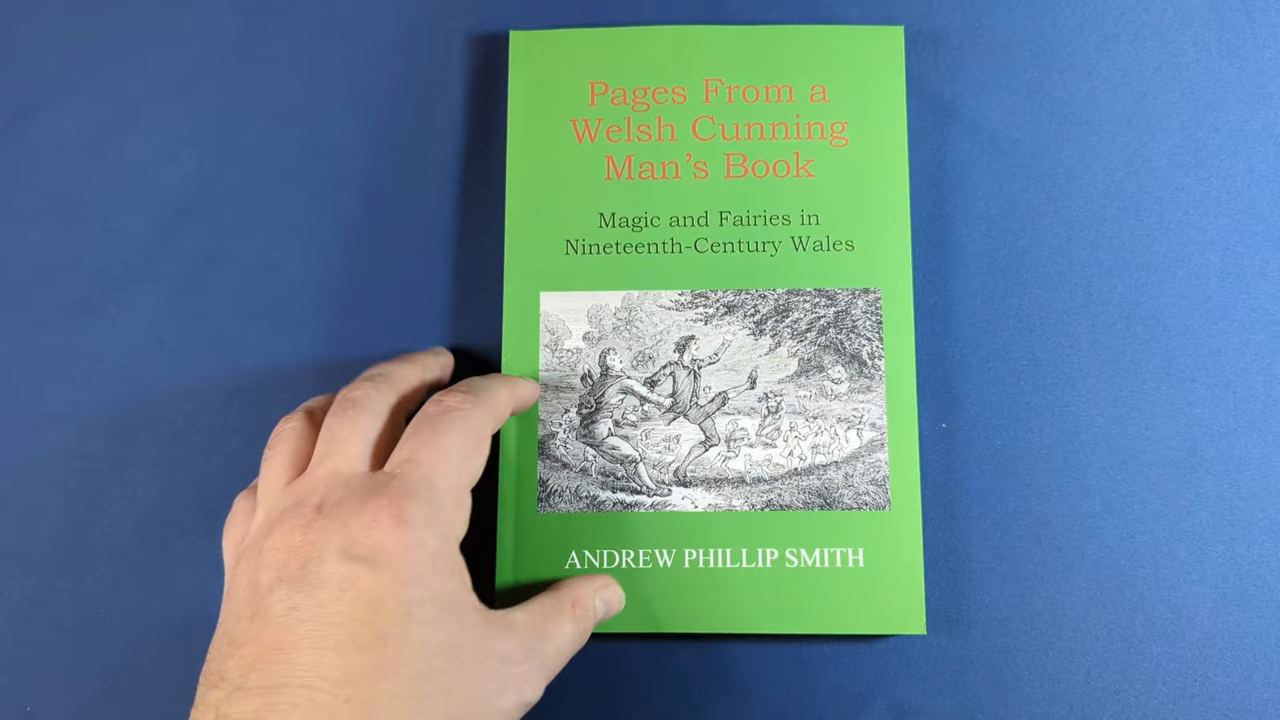 Pages From a
Welsh Cunning
Man's Book
Magic and Fairies in
Nineteenth-Century Wales
ANDREW PHILLIP SMITH